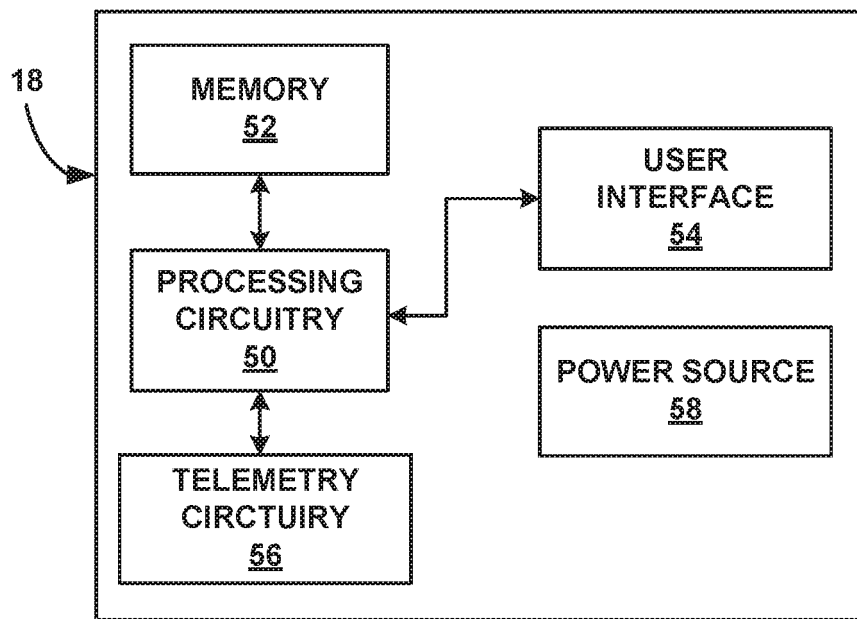 18
MEMORY
52
USER
INTERFACE
54
PROCESSING
CIRCUITRY
50
POWER SOURCE
58
TELEMETRY
CIRCTUIRY
56